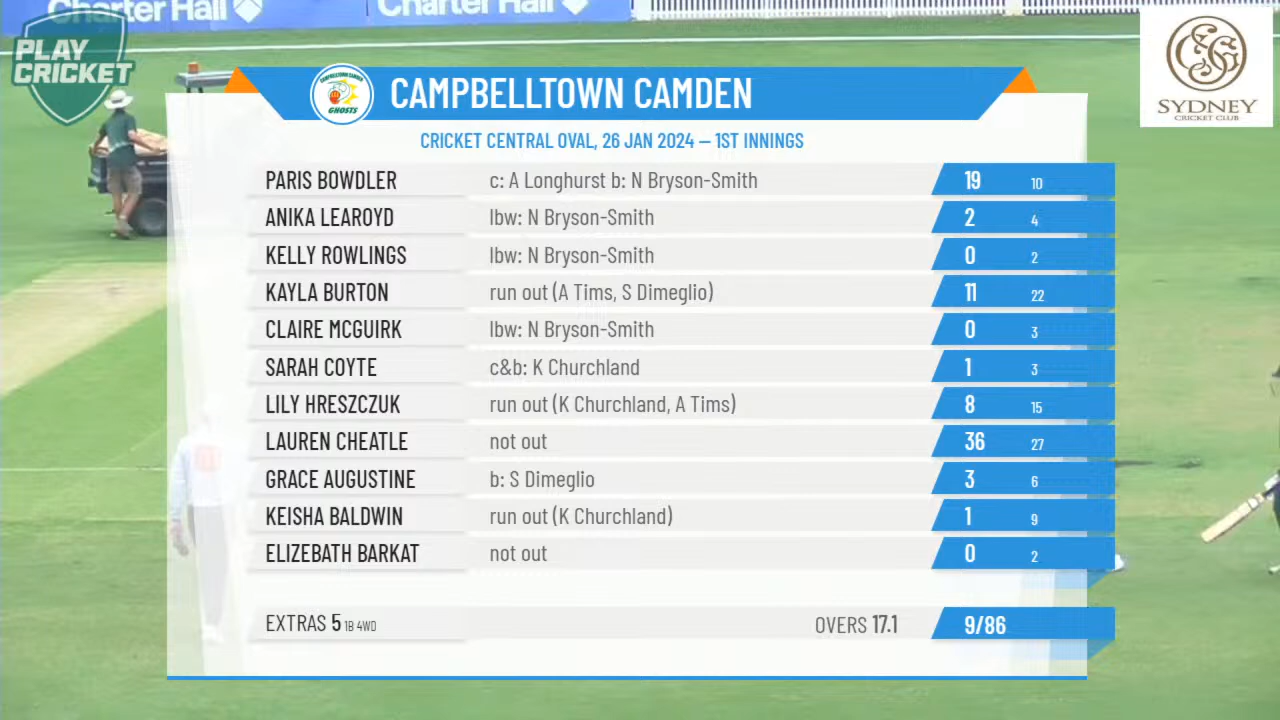 Charter Hall
Charter Hall
PLAY
CRICKET
SYDNEY
CRICKET CLUB
GHOSTS
CAMPBELLTOWN CAMDEN
CRICKET CENTRAL OVAL, 26 JAN 2024 – 1ST INNINGS
PARIS BOWDLER c: A Longhurst b: N Bryson-Smith 19 10
ANIKA LEAROYD lbw: N Bryson-Smith 2 4
KELLY ROWLINGS lbw: N Bryson-Smith 0 2
KAYLA BURTON run out (A Tims, S Dimeglio) 11 22
CLAIRE MCGUIRK lbw: N Bryson-Smith 0 3
SARAH COYTE c&b: K Churchland 1 3
LILY HRESZCZUK run out (K Churchland, A Tims) 8 15
LAUREN CHEATLE not out 36 27
GRACE AUGUSTINE b: S Dimeglio 3 6
KEISHA BALDWIN run out (K Churchland) 1 9
ELIZEBATH BARKAT not out 0 2
EXTRAS 5 1B 4WD OVERS 17.1 9/86